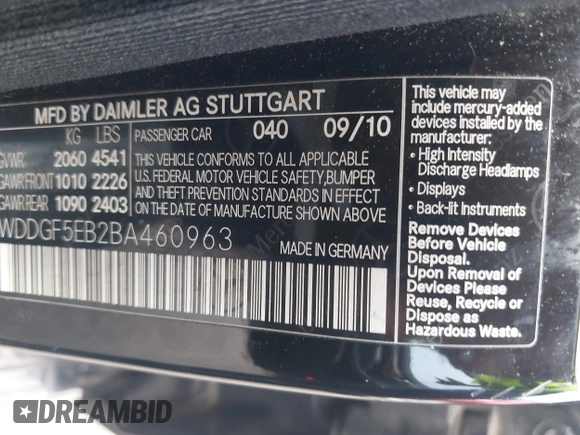 MFD BY DAIMLER AG STUTTGART
KG LBS
GVWR 2060 4541
GAWR FRONT 1010 2226
GAWR REAR 1090 2403
PASSENGER CAR 040 09/10
THIS VEHICLE CONFORMS TO ALL APPLICABLE
U.S. FEDERAL MOTOR VEHICLE SAFETY, BUMPER
AND THEFT PREVENTION STANDARDS IN EFFECT
ON THE DATE OF MANUFACTURE SHOWN ABOVE
WDDGF5EB2BA460963
MADE IN GERMANY
This vehicle may
include mercury-added
devices installed by the
manufacturer:
• High Intensity
Discharge Headlamps
• Displays
• Back-lit Instruments
Remove Devices
Before Vehicle
Disposal.
Upon Removal of
Devices Please
Reuse, Recycle or
Dispose as
Hazardous Waste.
DREAMBID